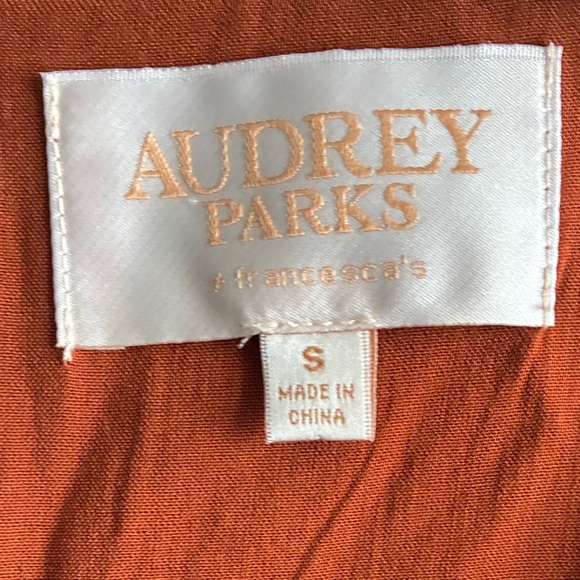 AUDREY
PARKS
+ francesca's
S
MADE IN
CHINA